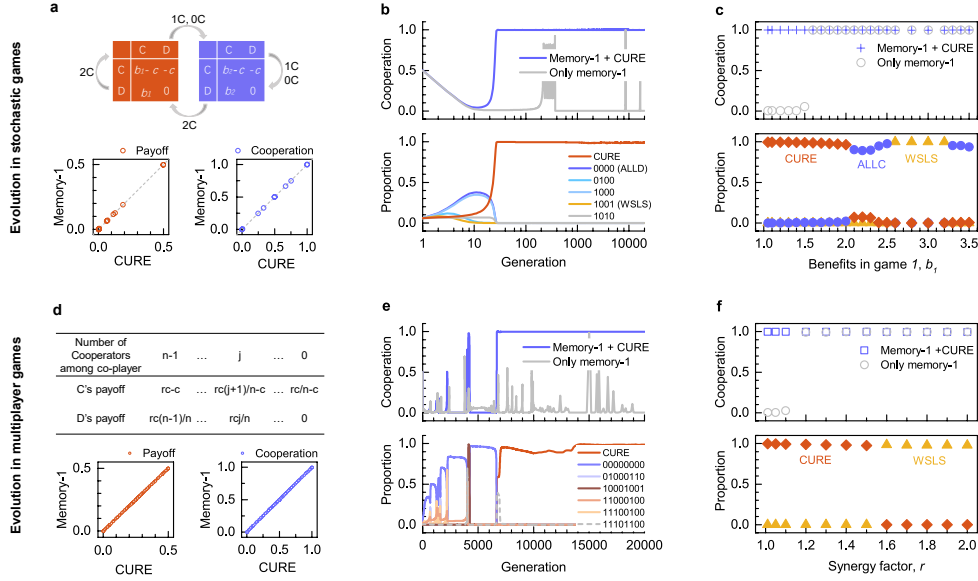 Evolution in stochastic games
a
1C, 0C
C D
C b1- c -c
D b1 0
C D
C b2- c -c
D b2 0
2C
1C
0C
2C
Payoff
Memory-1
0.5
0.0
0.0 0.5
CURE
Cooperation
Memory-1
1.0
0.5
0.0
0.0 0.5 1.0
CURE
b
Cooperation
1.0
0.5
0.0
Memory-1 + CURE
Only memory-1
Proportion
1.0
0.5
0.0
CURE
0000 (ALLD)
0100
1000
1001 (WSLS)
1010
1 10 100 1000 10000
Generation
c
Cooperation
1.0
0.5
0.0
Memory-1 + CURE
Only memory-1
Proportion
1.0
0.5
0.0
CURE
ALLC
WSLS
1.0 1.5 2.0 2.5 3.0 3.5
Benefits in game 1, b1
Evolution in multiplayer games
d
Number of Cooperators among co-player n-1 … j … 0
C's payoff rc-c … rc(j+1)/n-c … rc/n-c
D's payoff rc(n-1)/n … rcj/n … 0
Payoff
Memory-1
0.5
0.0
0.0 0.5
CURE
Cooperation
Memory-1
1.0
0.5
0.0
0.0 0.5 1.0
CURE
e
Cooperation
1.0
0.5
0.0
Memory-1 + CURE
Only memory-1
Proportion
1.0
0.5
0.0
CURE
00000000
01000110
10001001
11000100
11100100
11101100
0 5000 10000 15000 20000
Generation
f
Cooperation
1.0
0.5
0.0
Memory-1 +CURE
Only memory-1
Proportion
1.0
0.5
0.0
CURE
WSLS
1.0 1.2 1.4 1.6 1.8 2.0
Synergy factor, r